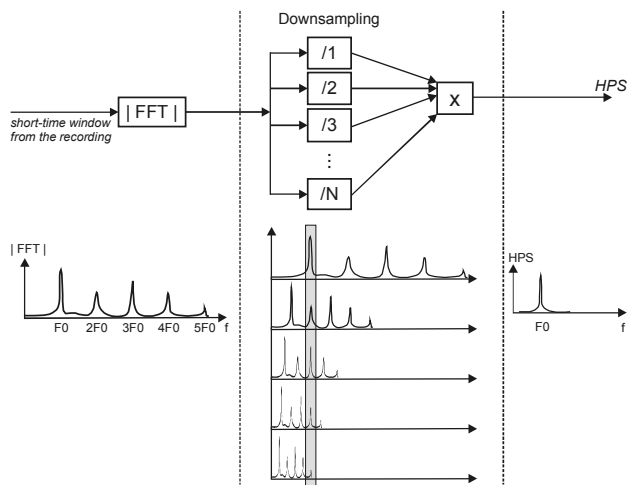 Downsampling
/1
/2
/3
⋮
/N
| FFT |
x
HPS
short-time window
from the recording
| FFT |
F0 2F0 3F0 4F0 5F0 f
HPS
F0 f